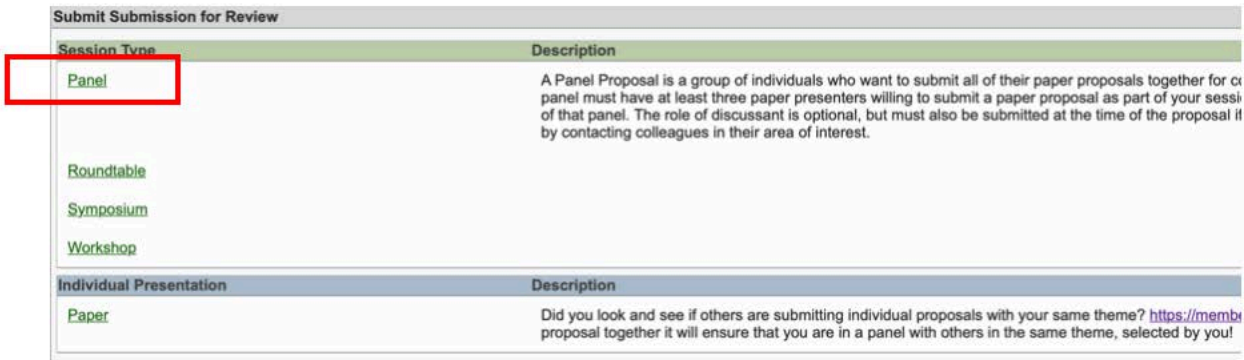 Submit Submission for Review
Session Type Description
Panel A Panel Proposal is a group of individuals who want to submit all of their paper proposals together for
panel must have at least three paper presenters willing to submit a paper proposal as part of your
of that panel. The role of discussant is optional, but must also be submitted at the time of the proposal
by contacting colleagues in their area of interest.
Roundtable
Symposium
Workshop
Individual Presentation Description
Paper Did you look and see if others are submitting individual proposals with your same theme? https://membe
proposal together it will ensure that you are in a panel with others in the same theme, selected by you!